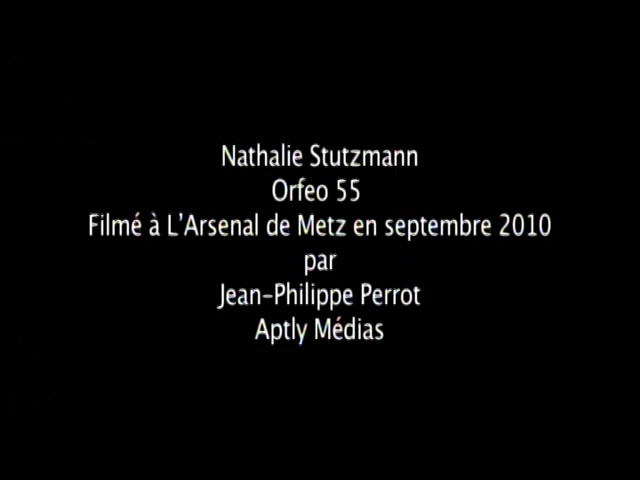 Nathalie Stutzmann
Orfeo 55
Filmé à L'Arsenal de Metz en septembre 2010
par
Jean-Philippe Perrot
Aptly Médias